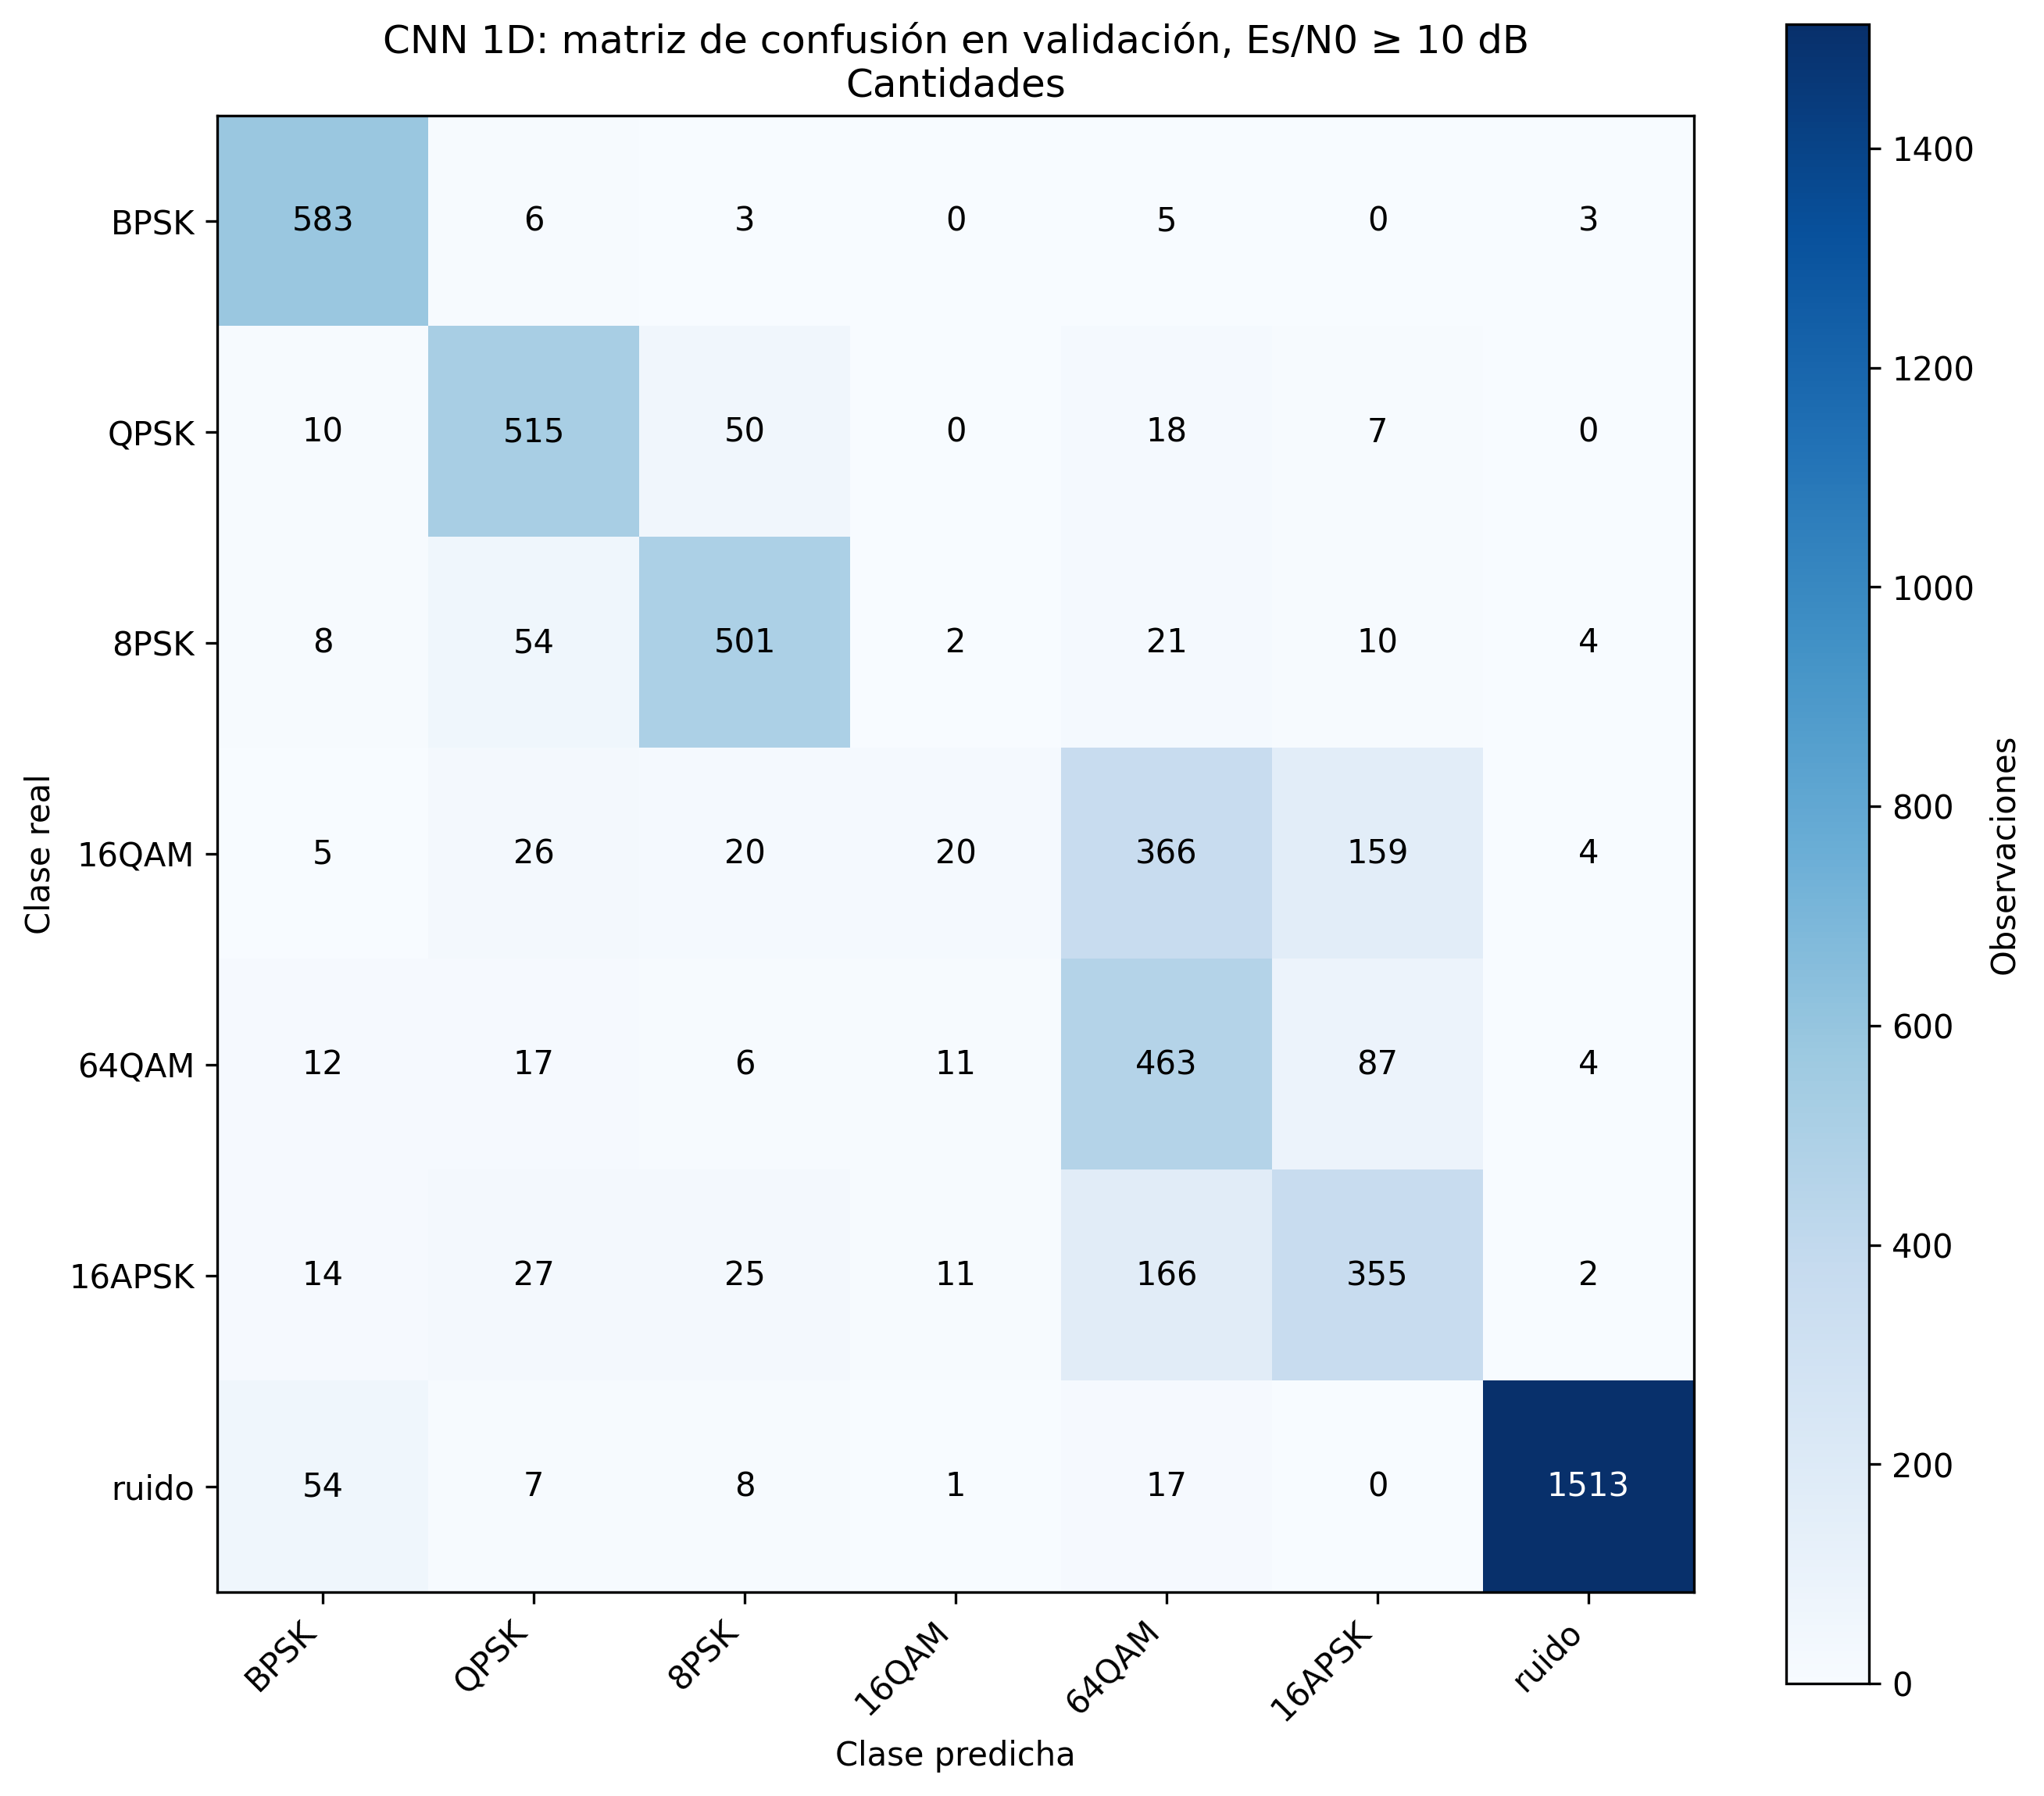 CNN 1D: matriz de confusión en validación, Es/N0 ≥ 10 dB
Cantidades
Clase real
BPSK 583 6 3 0 5 0 3
QPSK 10 515 50 0 18 7 0
8PSK 8 54 501 2 21 10 4
16QAM 5 26 20 20 366 159 4
64QAM 12 17 6 11 463 87 4
16APSK 14 27 25 11 166 355 2
ruido 54 7 8 1 17 0 1513
BPSK QPSK 8PSK 16QAM 64QAM 16APSK ruido
Clase predicha
1400
1200
1000
800
600
400
200
0
Observaciones